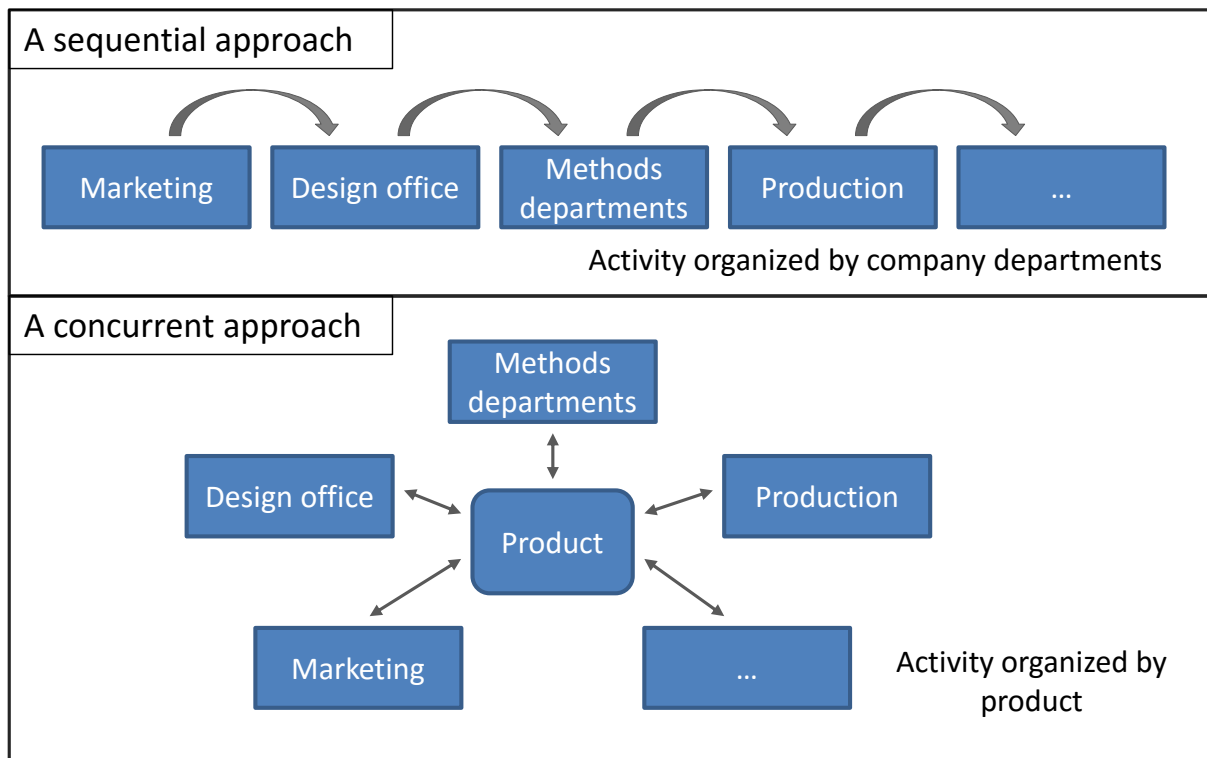 A sequential approach
Marketing
Design office
Methods
departments
Production
...
Activity organized by company departments
A concurrent approach
Methods
departments
Design office
Production
Product
Marketing
...
Activity organized by
product